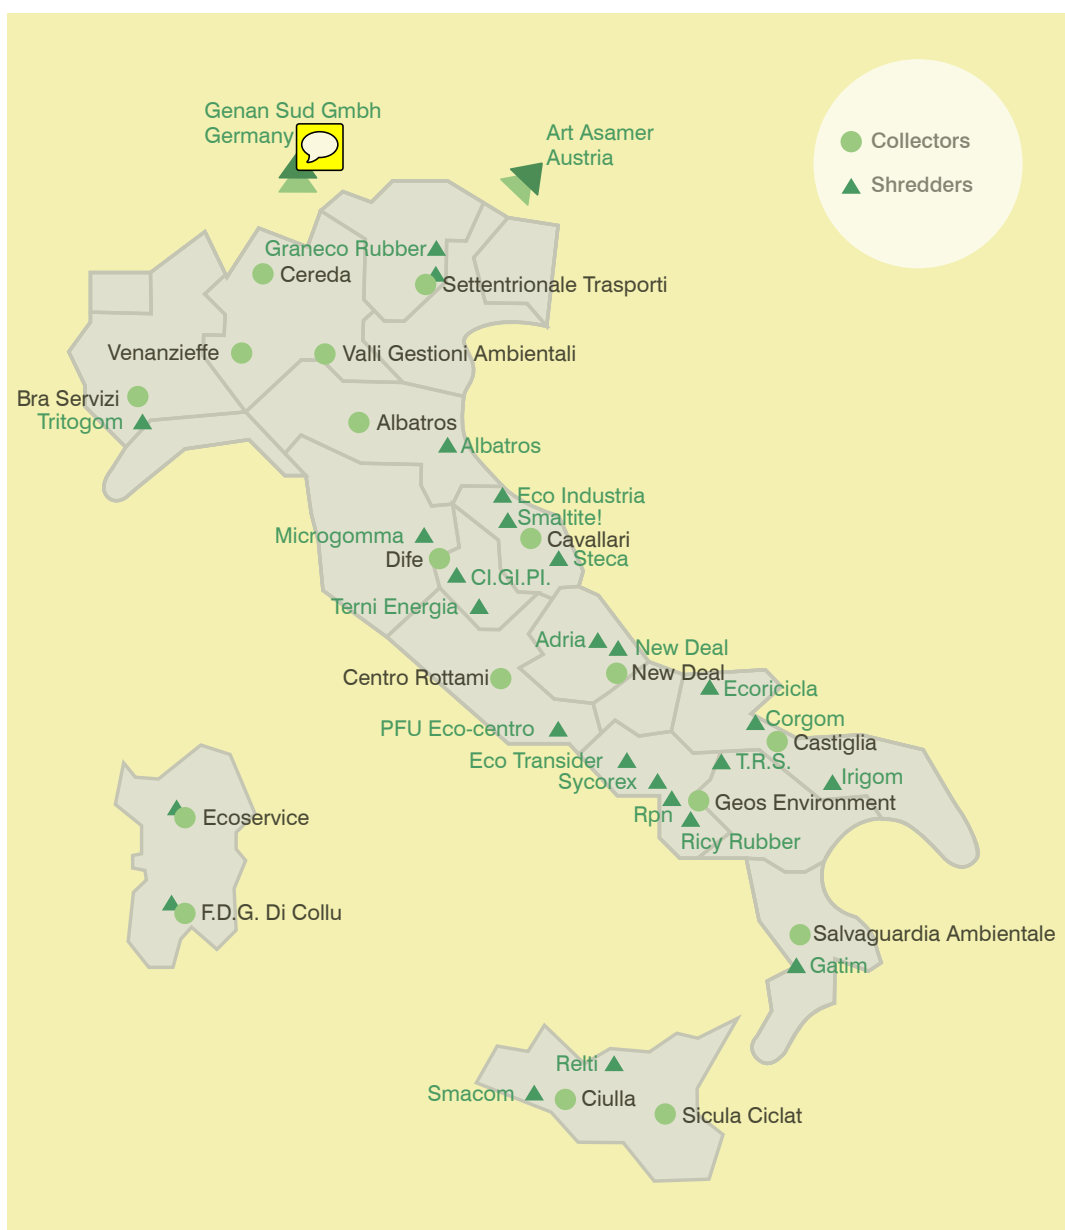 Genan Sud Gmbh
Germany
Art Asamer
Austria
Collectors
Shredders
Graneco Rubber
Cereda
Settentrionale Trasporti
Venanzieffe
Valli Gestioni Ambientali
Bra Servizi
Tritogom
Albatros
Albatros
Eco Industria
Smaltite!
Microgomma
Cavallari
Dife
Steca
CI.GI.PI.
Terni Energia
Adria
New Deal
Centro Rottami
New Deal
Ecoricicla
PFU Eco-centro
Corgom
Castiglia
Eco Transider
T.R.S.
Sycorex
Irigom
Geos Environment
Rpn
Ecoservice
Ricy Rubber
F.D.G. Di Collu
Salvaguardia Ambientale
Gatim
Relti
Smacom
Ciulla
Sicula Ciclat